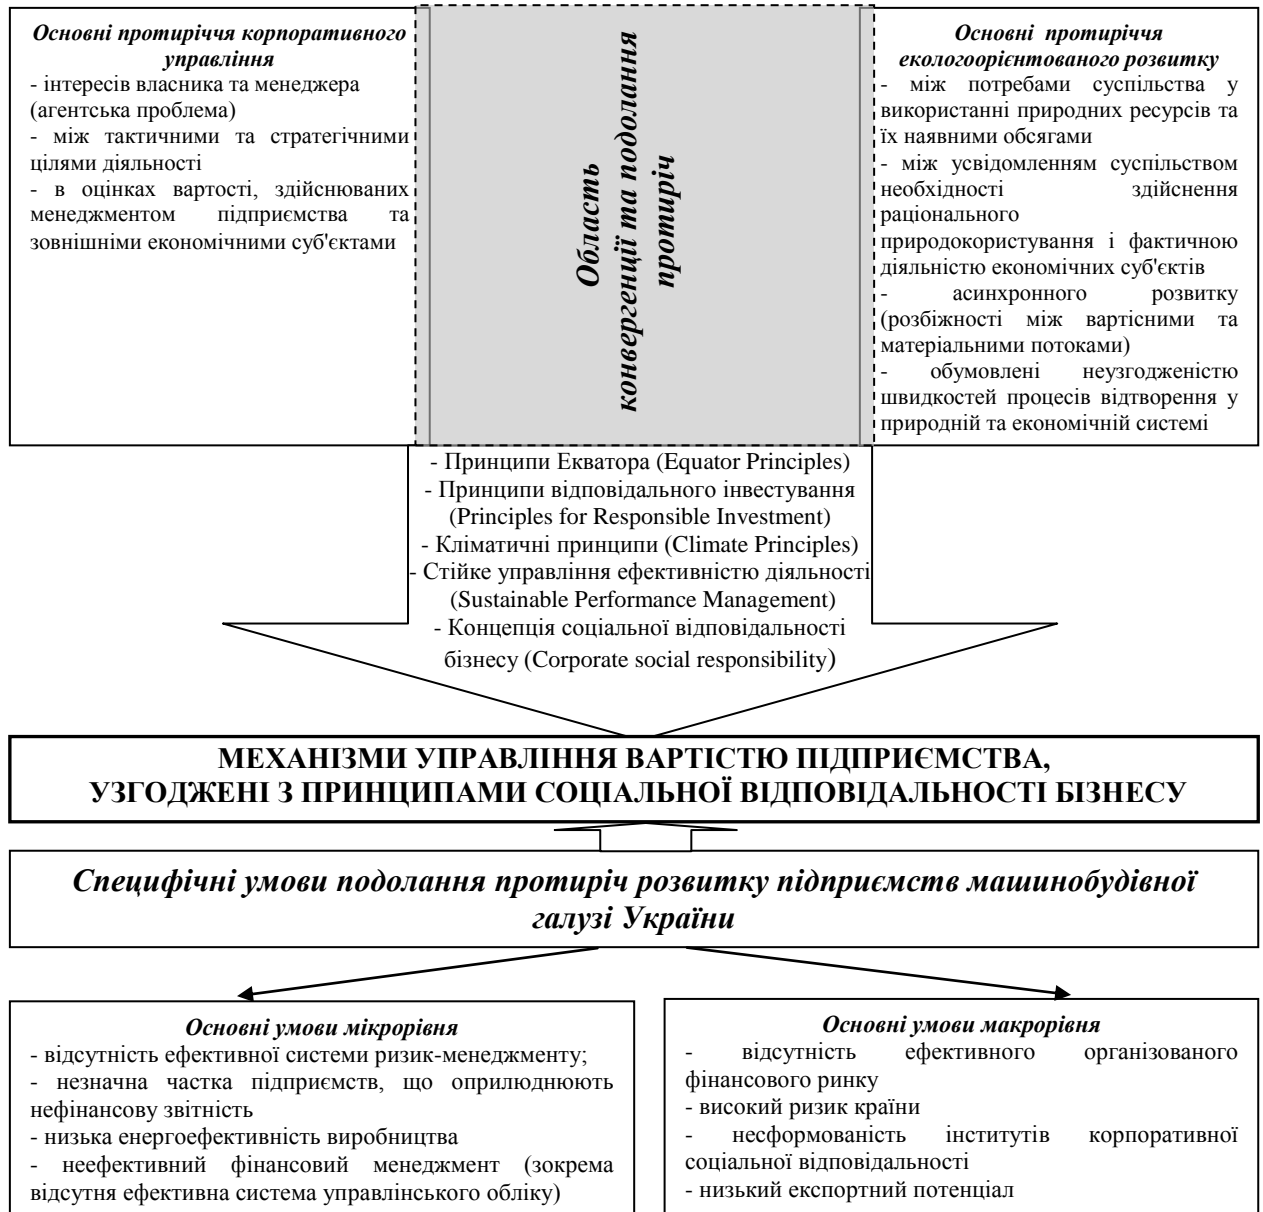 Основні протиріччя корпоративного
управління
- інтересів власника та менеджера
(агентська проблема)
- між тактичними та стратегічними
цілями діяльності
- в оцінках вартості, здійснюваних
менеджментом підприємства та
зовнішніми економічними суб'єктами
Область
конвергенції та подолання
протиріч
Основні протиріччя
екологоорієнтованого розвитку
- між потребами суспільства у
використанні природних ресурсів та
їх наявними обсягами
- між усвідомленням суспільством
необхідності здійснення
раціонального
природокористування і фактичною
діяльністю економічних суб'єктів
- асинхронного розвитку
(розбіжності між вартісними та
матеріальними потоками)
- обумовлені неузгодженістю
швидкостей процесів відтворення у
природній та економічній системі
- Принципи Екватора (Equator Principles)
- Принципи відповідального інвестування
(Principles for Responsible Investment)
- Кліматичні принципи (Climate Principles)
- Стійке управління ефективністю діяльності
(Sustainable Performance Management)
- Концепція соціальної відповідальності
бізнесу (Corporate social responsibility)
МЕХАНІЗМИ УПРАВЛІННЯ ВАРТІСТЮ ПІДПРИЄМСТВА,
УЗГОДЖЕНІ З ПРИНЦИПАМИ СОЦІАЛЬНОЇ ВІДПОВІДАЛЬНОСТІ БІЗНЕСУ
Специфічні умови подолання протиріч розвитку підприємств машинобудівної
галузі України
Основні умови мікрорівня
- відсутність ефективної системи ризик-менеджменту;
- незначна частка підприємств, що оприлюднюють
нефінансову звітність
- низька енергоефективність виробництва
- неефективний фінансовий менеджмент (зокрема
відсутня ефективна система управлінського обліку)
Основні умови макрорівня
- відсутність ефективного організованого
фінансового ринку
- високий ризик країни
- несформованість інститутів корпоративної
соціальної відповідальності
- низький експортний потенціал